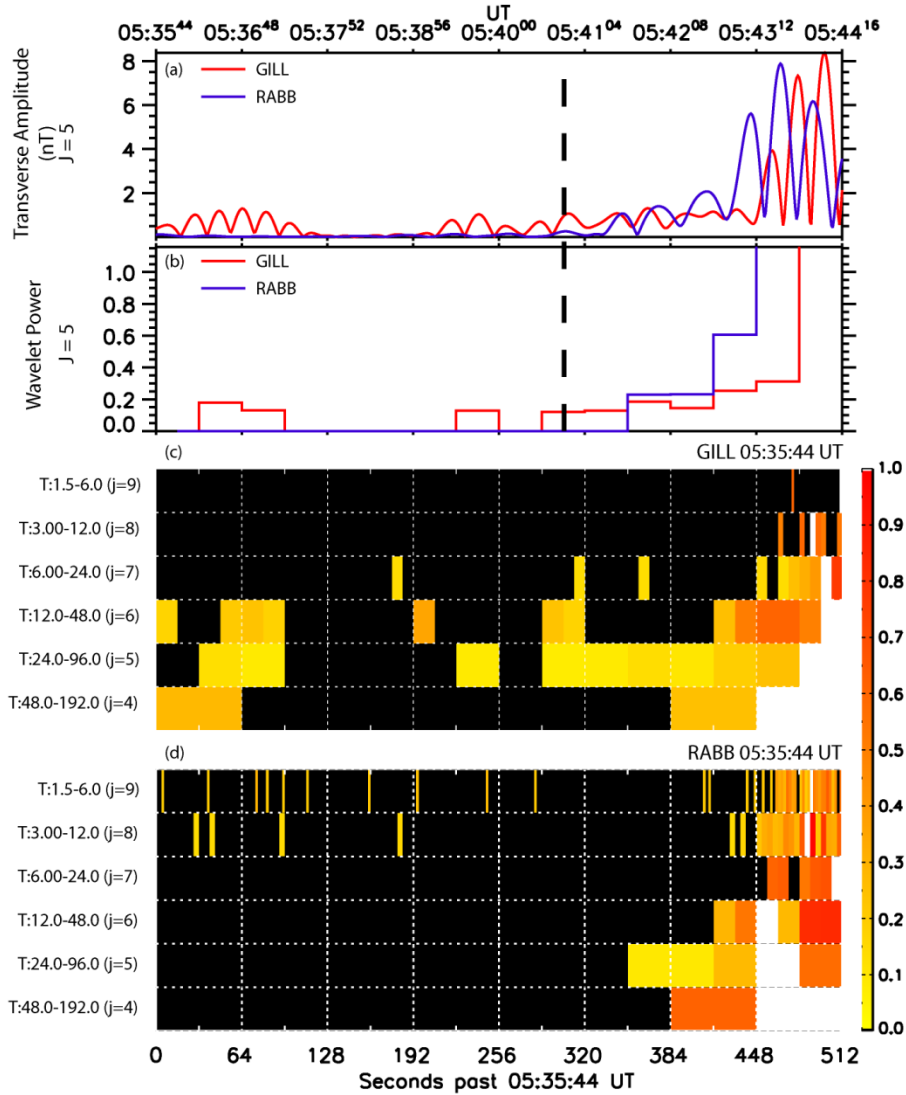 UT
05:35⁴⁴ 05:36⁴⁸ 05:37⁵² 05:38⁵⁶ 05:40⁰⁰ 05:41⁰⁴ 05:42⁰⁸ 05:43¹² 05:44¹⁶
Transverse Amplitude
(nT)
J = 5
8
6
4
2
(a)
GILL
RABB
Wavelet Power
J = 5
1.0
0.8
0.6
0.4
0.2
0.0
(b)
GILL
RABB
(c)
GILL 05:35:44 UT
T:1.5-6.0 (j=9)
T:3.00-12.0 (j=8)
T:6.00-24.0 (j=7)
T:12.0-48.0 (j=6)
T:24.0-96.0 (j=5)
T:48.0-192.0 (j=4)
(d)
RABB 05:35:44 UT
T:1.5-6.0 (j=9)
T:3.00-12.0 (j=8)
T:6.00-24.0 (j=7)
T:12.0-48.0 (j=6)
T:24.0-96.0 (j=5)
T:48.0-192.0 (j=4)
1.0
0.9
0.8
0.7
0.6
0.5
0.4
0.3
0.2
0.1
0.0
0 64 128 192 256 320 384 448 512
Seconds past 05:35:44 UT